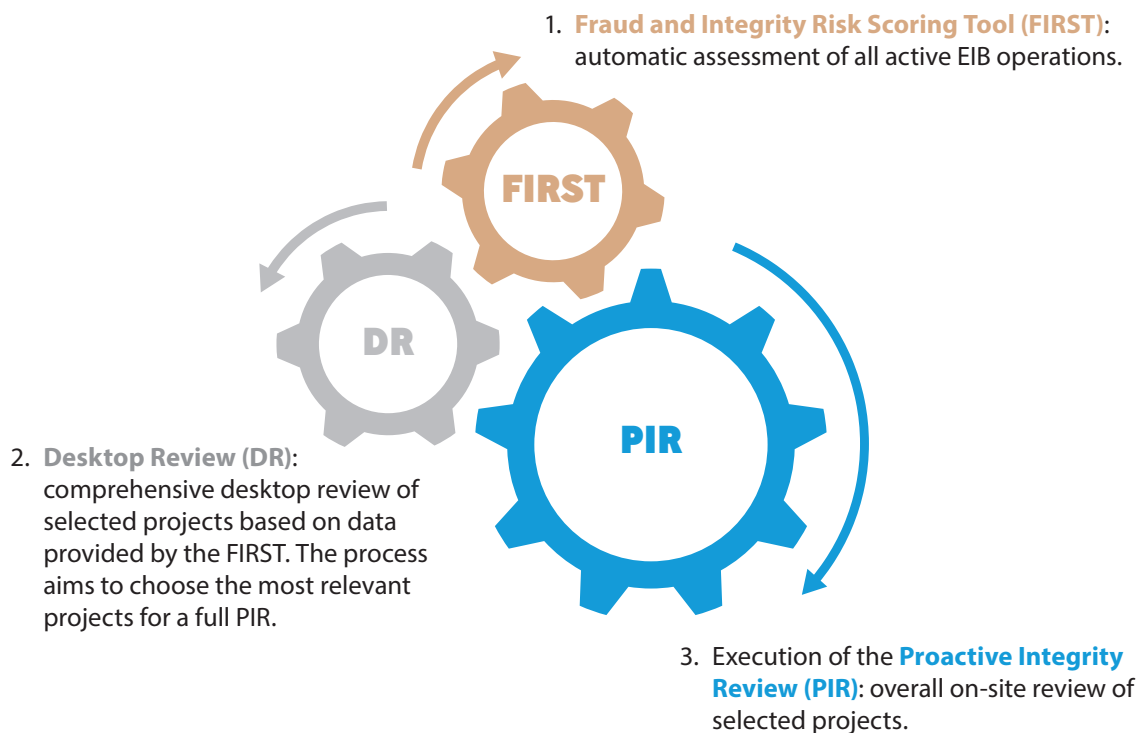 1. Fraud and Integrity Risk Scoring Tool (FIRST):
automatic assessment of all active EIB operations.
FIRST
DR
PIR
2. Desktop Review (DR):
comprehensive desktop review of
selected projects based on data
provided by the FIRST. The process
aims to choose the most relevant
projects for a full PIR.
3. Execution of the Proactive Integrity
Review (PIR): overall on-site review of
selected projects.